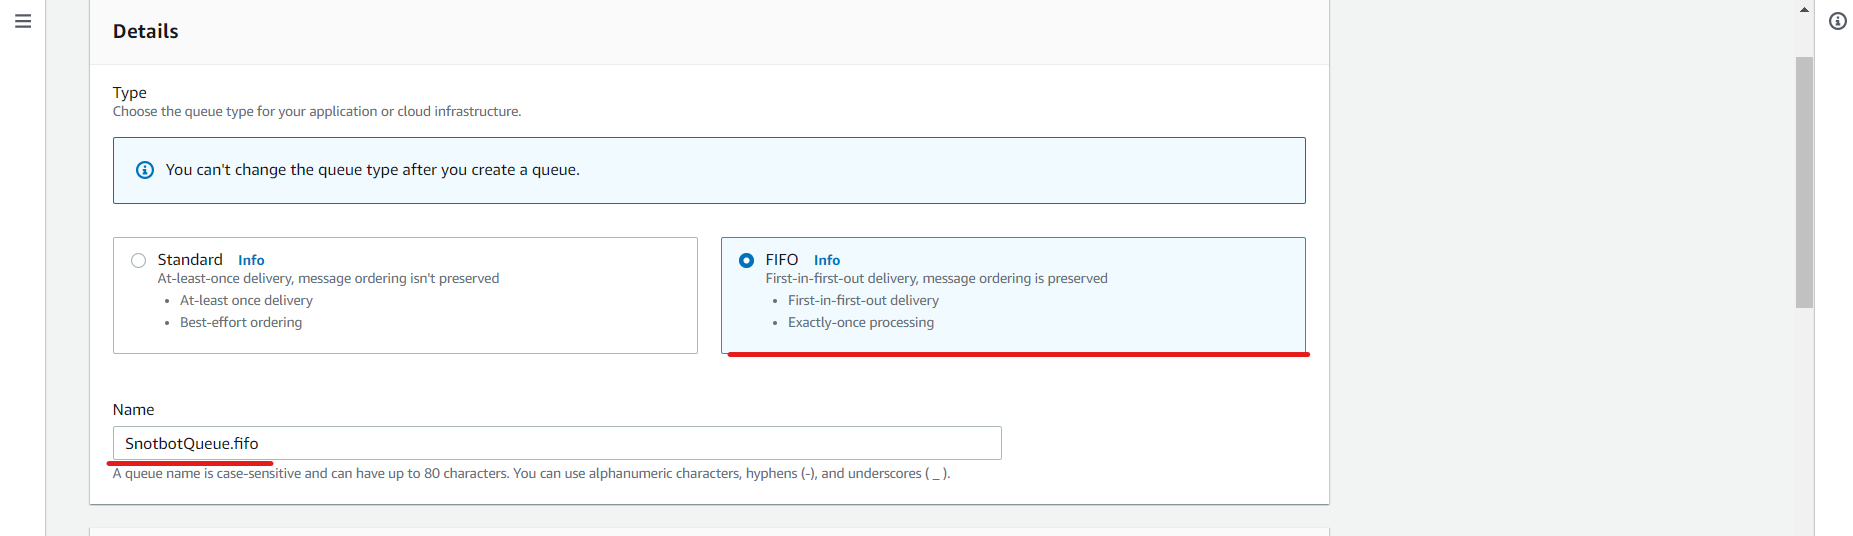 Details
Type
Choose the queue type for your application or cloud infrastructure.
You can't change the queue type after you create a queue.
Standard Info
At-least-once delivery, message ordering isn't preserved
• At-least once delivery
• Best-effort ordering
FIFO Info
First-in-first-out delivery, message ordering is preserved
• First-in-first-out delivery
• Exactly-once processing
Name
SnotbotQueue.fifo
A queue name is case-sensitive and can have up to 80 characters. You can use alphanumeric characters, hyphens (-), and underscores ( _ ).